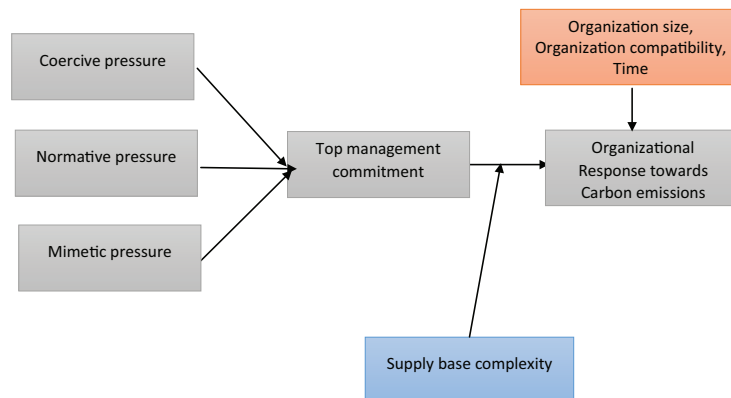 Organization size,
Organization compatibility,
Time
Coercive pressure
Normative pressure
Top management
commitment
Organizational
Response towards
Carbon emissions
Mimetic pressure
Supply base complexity